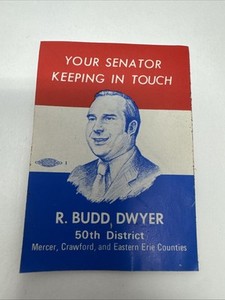 YOUR SENATOR
KEEPING IN TOUCH
R. BUDD DWYER
50th District
Mercer, Crawford, and Eastern Erie Counties